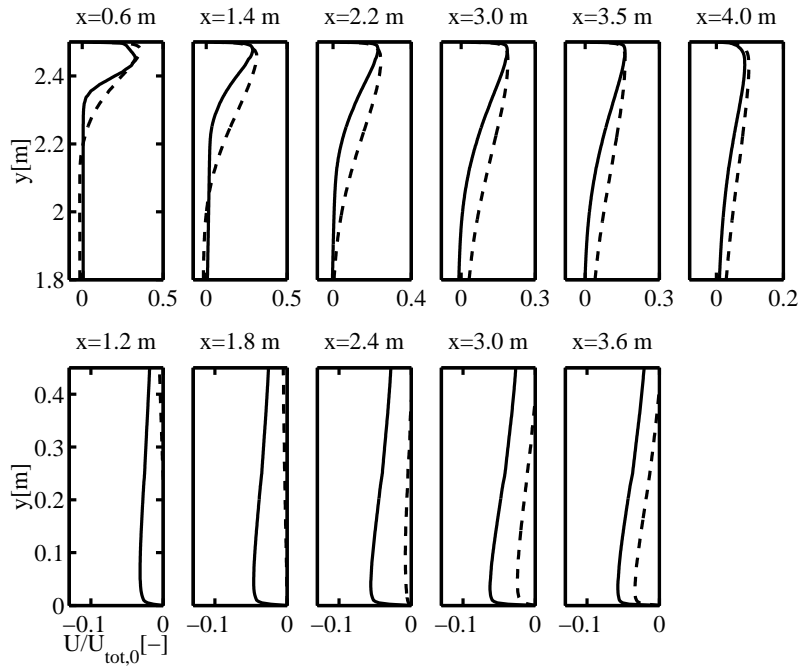 x=0.6 m x=1.4 m x=2.2 m x=3.0 m x=3.5 m x=4.0 m
2.4
2.2
2
1.8
y[m]
0 0.5 0 0.5 0 0.4 0 0.3 0 0.3 0 0.2
x=1.2 m x=1.8 m x=2.4 m x=3.0 m x=3.6 m
0.4
0.3
0.2
0.1
0
y[m]
−0.1 0 −0.1 0 −0.1 0 −0.1 0 −0.1 0
U/U_tot,0[−]